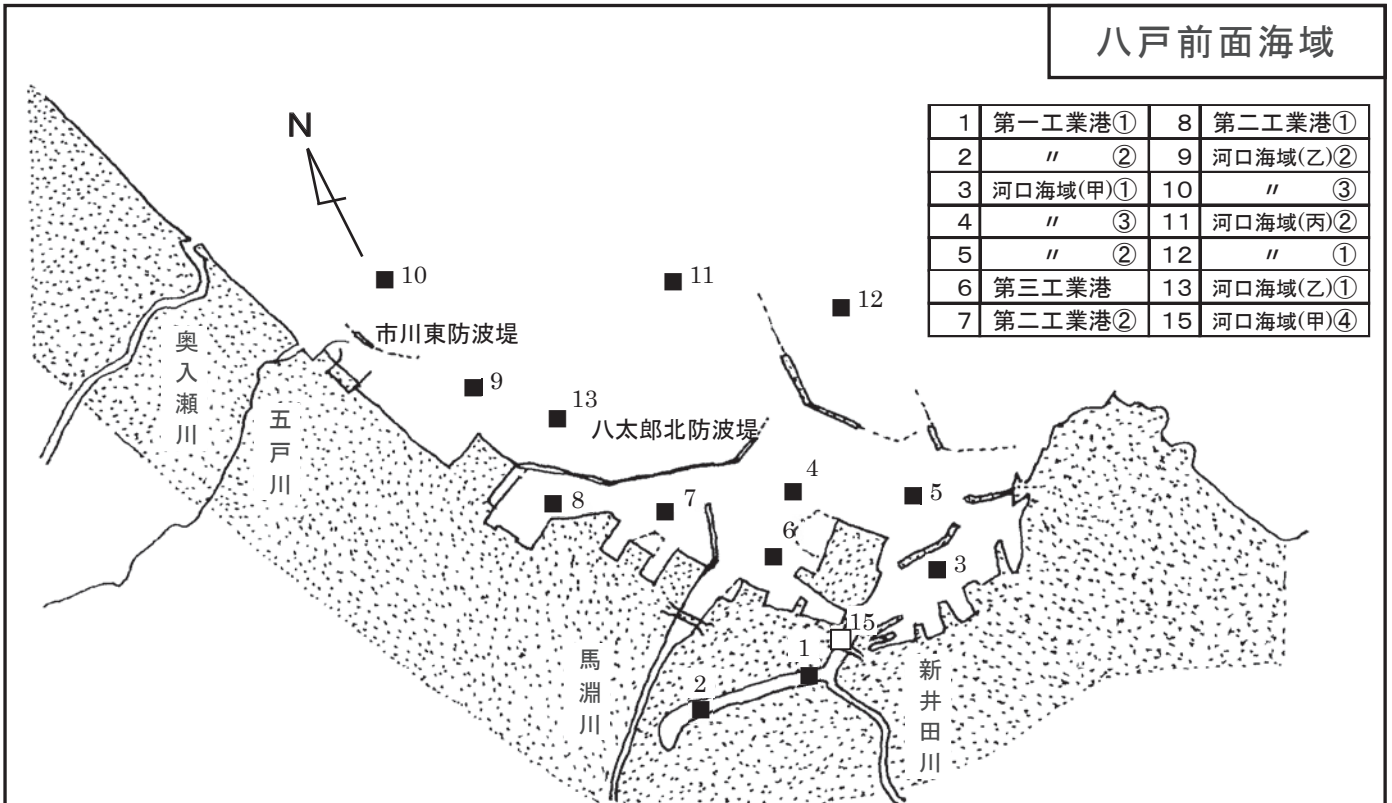 八戸前面海域
N
1 第一工業港① 8 第二工業港①
2 〃 ② 9 河口海域(乙)②
3 河口海域(甲)① 10 〃 ③
4 〃 ③ 11 河口海域(丙)②
5 〃 ② 12 〃 ①
6 第三工業港 13 河口海域(乙)①
7 第二工業港② 15 河口海域(甲)④
10
11
12
市川東防波堤
奥入瀬川
五戸川
9
13
八太郎北防波堤
8
7
4
5
6
3
15
1
2
馬淵川
新井田川